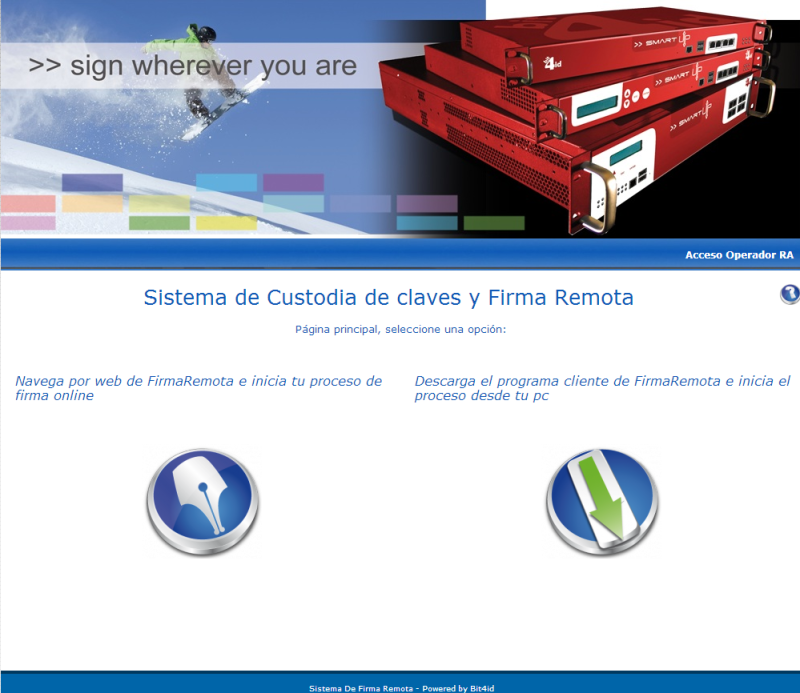 >> sign wherever you are
>> SMART UP
4id
>> SMART UP
>> SMART UP
Acceso Operador RA
Sistema de Custodia de claves y Firma Remota
Página principal, seleccione una opción:
Navega por web de FirmaRemota e inicia tu proceso de
firma online
Descarga el programa cliente de FirmaRemota e inicia el
proceso desde tu pc
Sistema De Firma Remota - Powered by Bit4id